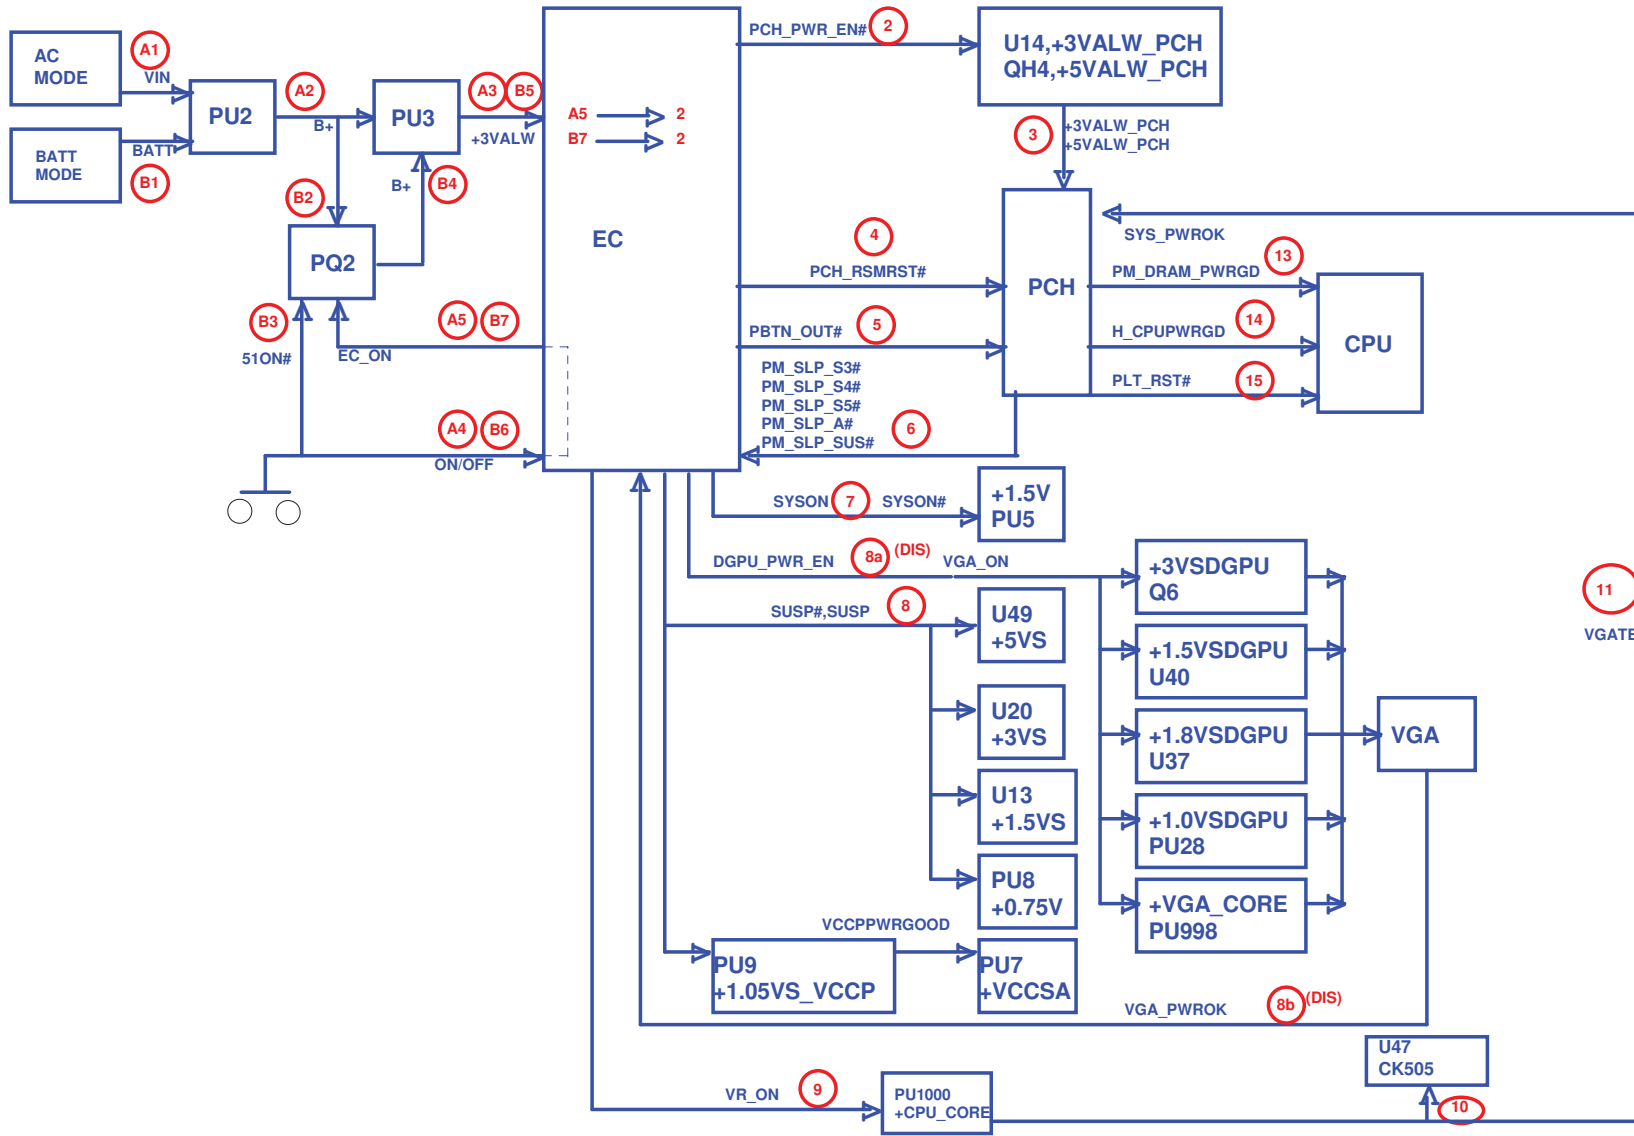 AC
MODE
A1
VIN
BATT
MODE
BATT
B1
PU2
A2
B+
PU3
A3
B5
+3VALW
B2
B+
B4
PQ2
B3
51ON#
EC_ON
A5
B7
A4
B6
ON/OFF
A5
2
B7
2
EC
PCH_PWR_EN#
2
U14,+3VALW_PCH
QH4,+5VALW_PCH
3
+3VALW_PCH
+5VALW_PCH
4
PCH_RSMRST#
PBTN_OUT#
5
PM_SLP_S3#
PM_SLP_S4#
PM_SLP_S5#
PM_SLP_A#
PM_SLP_SUS#
6
PCH
SYS_PWROK
PM_DRAM_PWRGD
13
H_CPUPWRGD
14
PLT_RST#
15
CPU
SYSON
7
SYSON#
+1.5V
PU5
DGPU_PWR_EN
8a
(DIS)
VGA_ON
SUSP#,SUSP
8
U49
+5VS
U20
+3VS
U13
+1.5VS
PU8
+0.75V
VCCPPWRGOOD
PU9
+1.05VS_VCCP
PU7
+VCCSA
+3VSDGPU
Q6
+1.5VSDGPU
U40
+1.8VSDGPU
U37
+1.0VSDGPU
PU28
+VGA_CORE
PU998
VGA
11
VGATE
VGA_PWROK
8b
(DIS)
VR_ON
9
PU1000
+CPU_CORE
U47
CK505
10